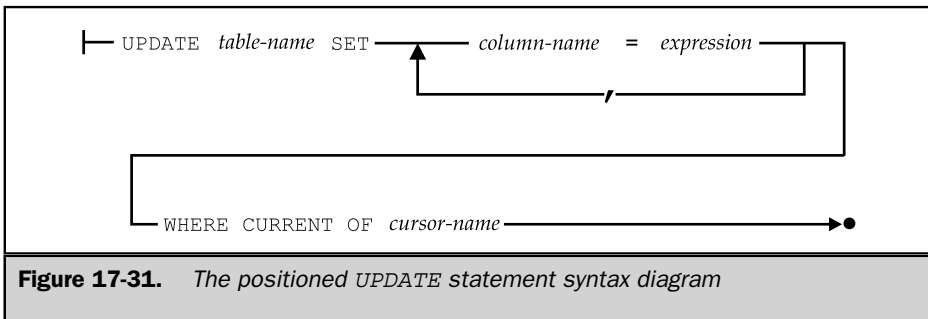 UPDATE table-name SET column-name = expression
,
WHERE CURRENT OF cursor-name
Figure 17-31. The positioned UPDATE statement syntax diagram